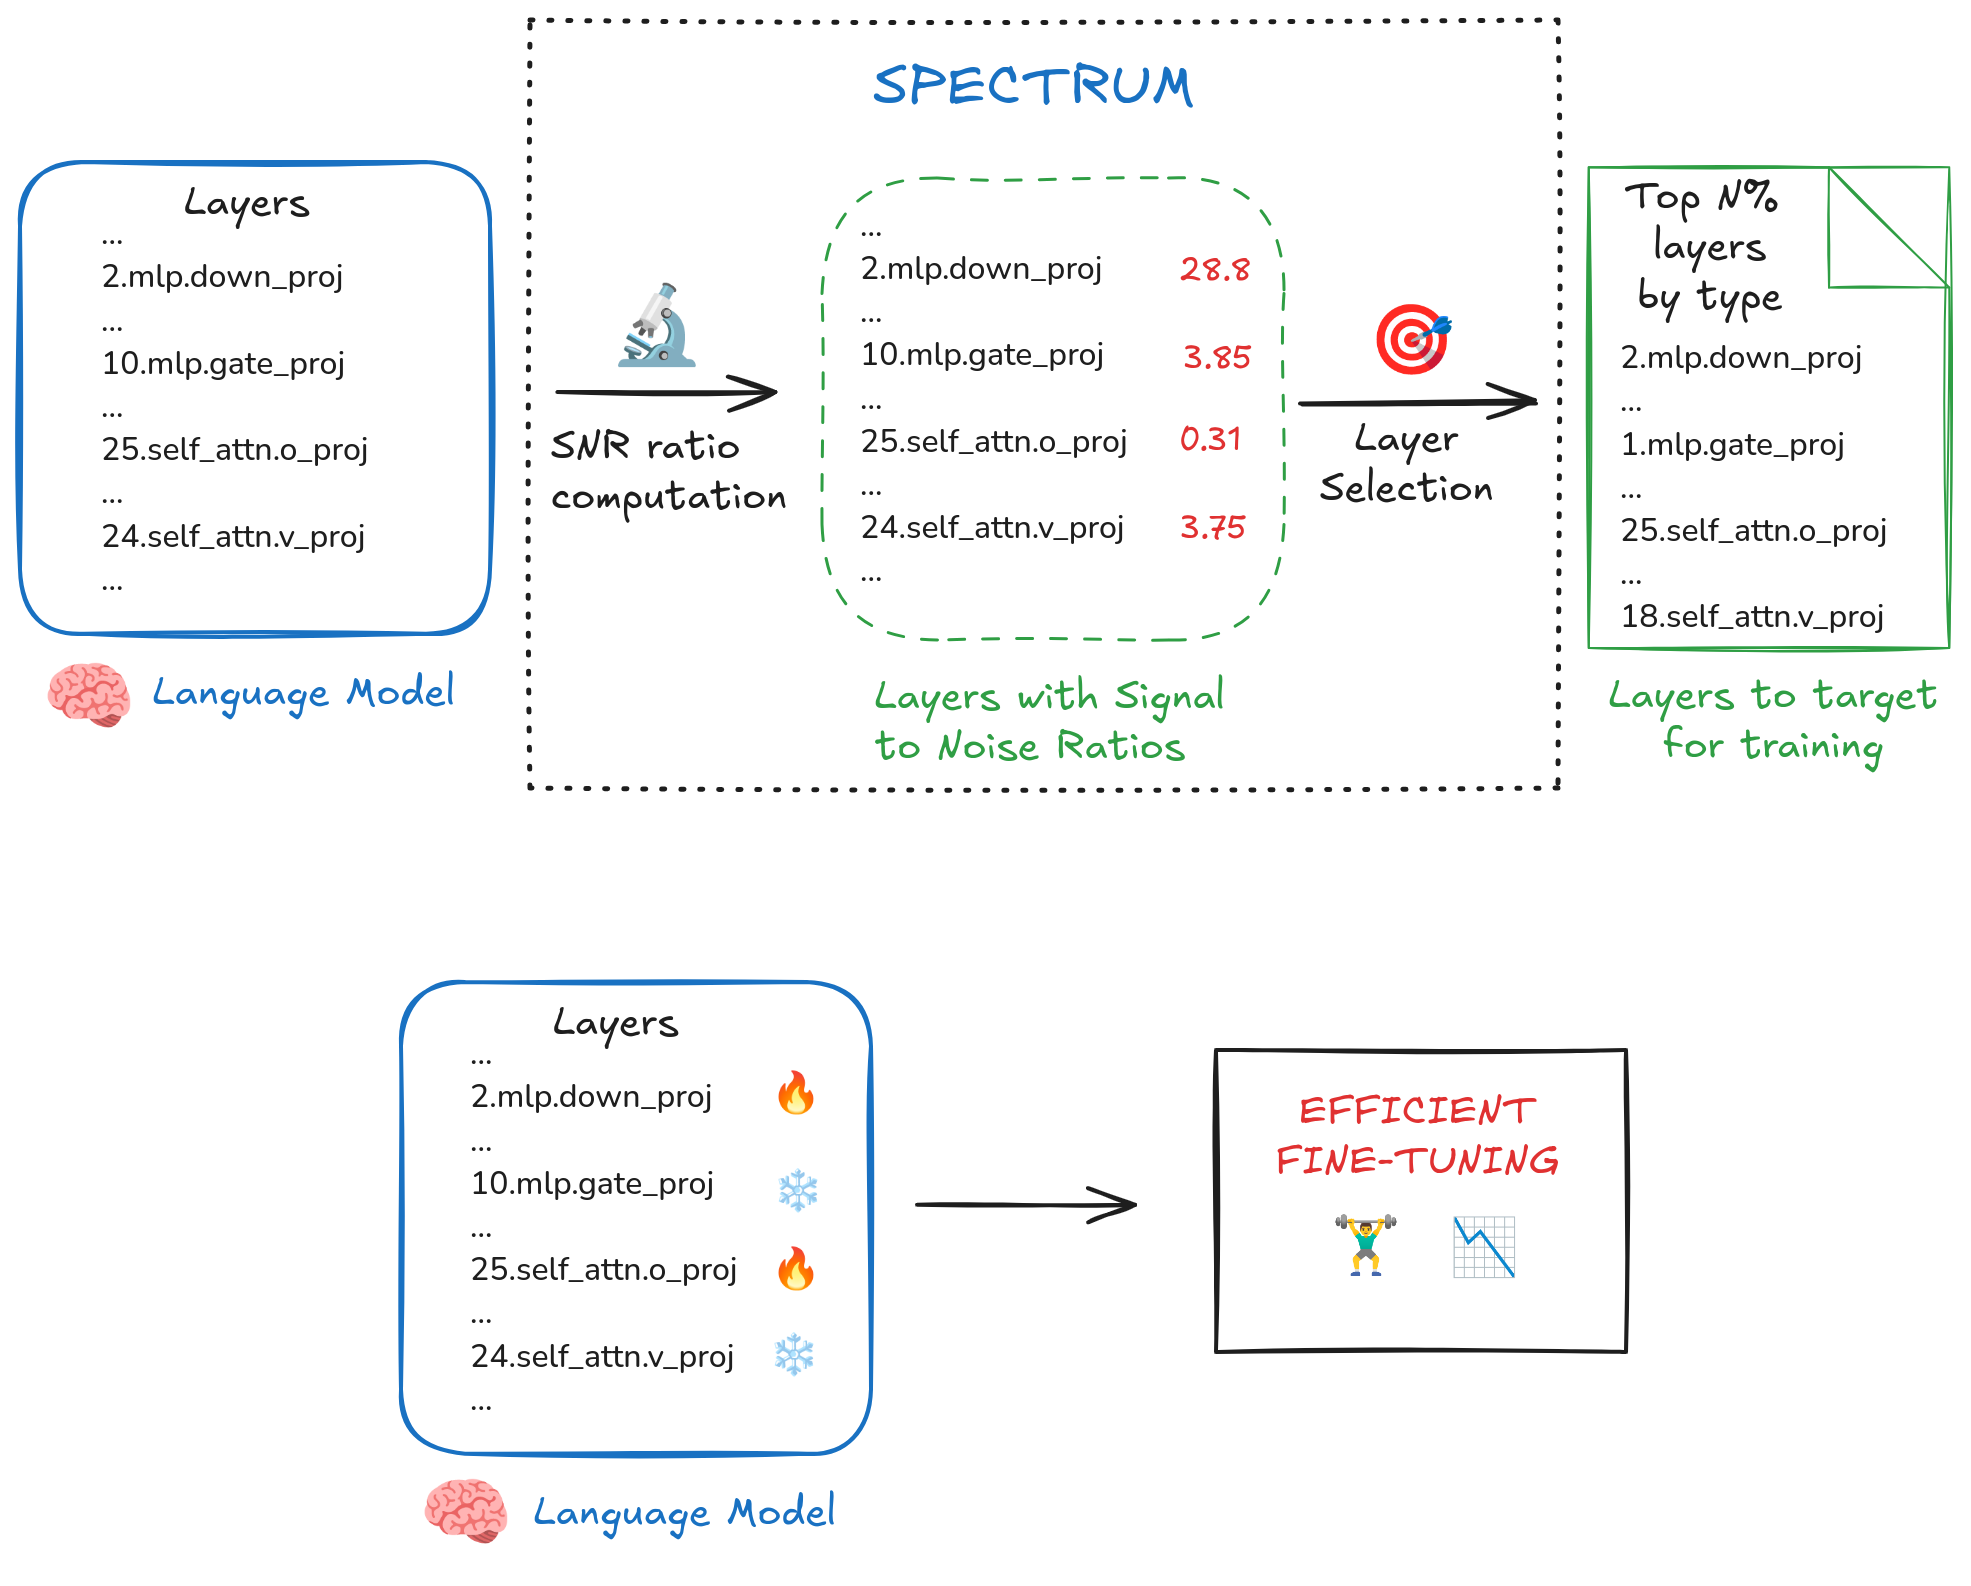 SPECTRUM
Layers
...
2.mlp.down_proj
...
10.mlp.gate_proj
...
25.self_attn.o_proj
...
24.self_attn.v_proj
...
Language Model
SNR ratio
computation
...
2.mlp.down_proj 28.8
...
10.mlp.gate_proj 3.85
...
25.self_attn.o_proj 0.31
...
24.self_attn.v_proj 3.75
...
Layers with Signal
to Noise Ratios
Layer
Selection
Top N%
layers
by type
2.mlp.down_proj
...
1.mlp.gate_proj
...
25.self_attn.o_proj
...
18.self_attn.v_proj
Layers to target
for training
Layers
...
2.mlp.down_proj
...
10.mlp.gate_proj
...
25.self_attn.o_proj
...
24.self_attn.v_proj
...
Language Model
EFFICIENT
FINE-TUNING